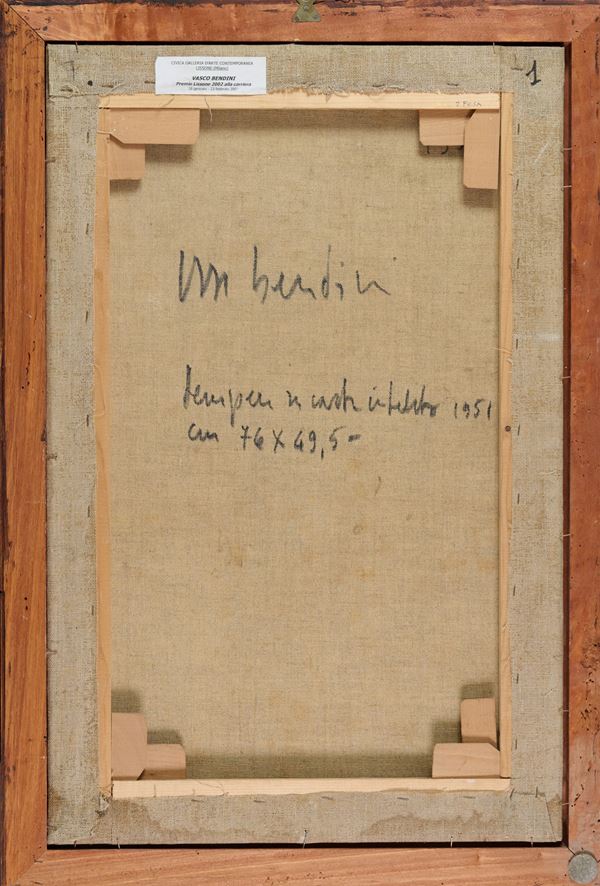 CIVICA GALLERIA D'ARTE CONTEMPORANEA
LISSONE (Milano)
VASCO BENDINI
Premio Lissone 2002 alla carriera
1
bendini
tempera su carta intelata 1951
cm 76 x 49,5